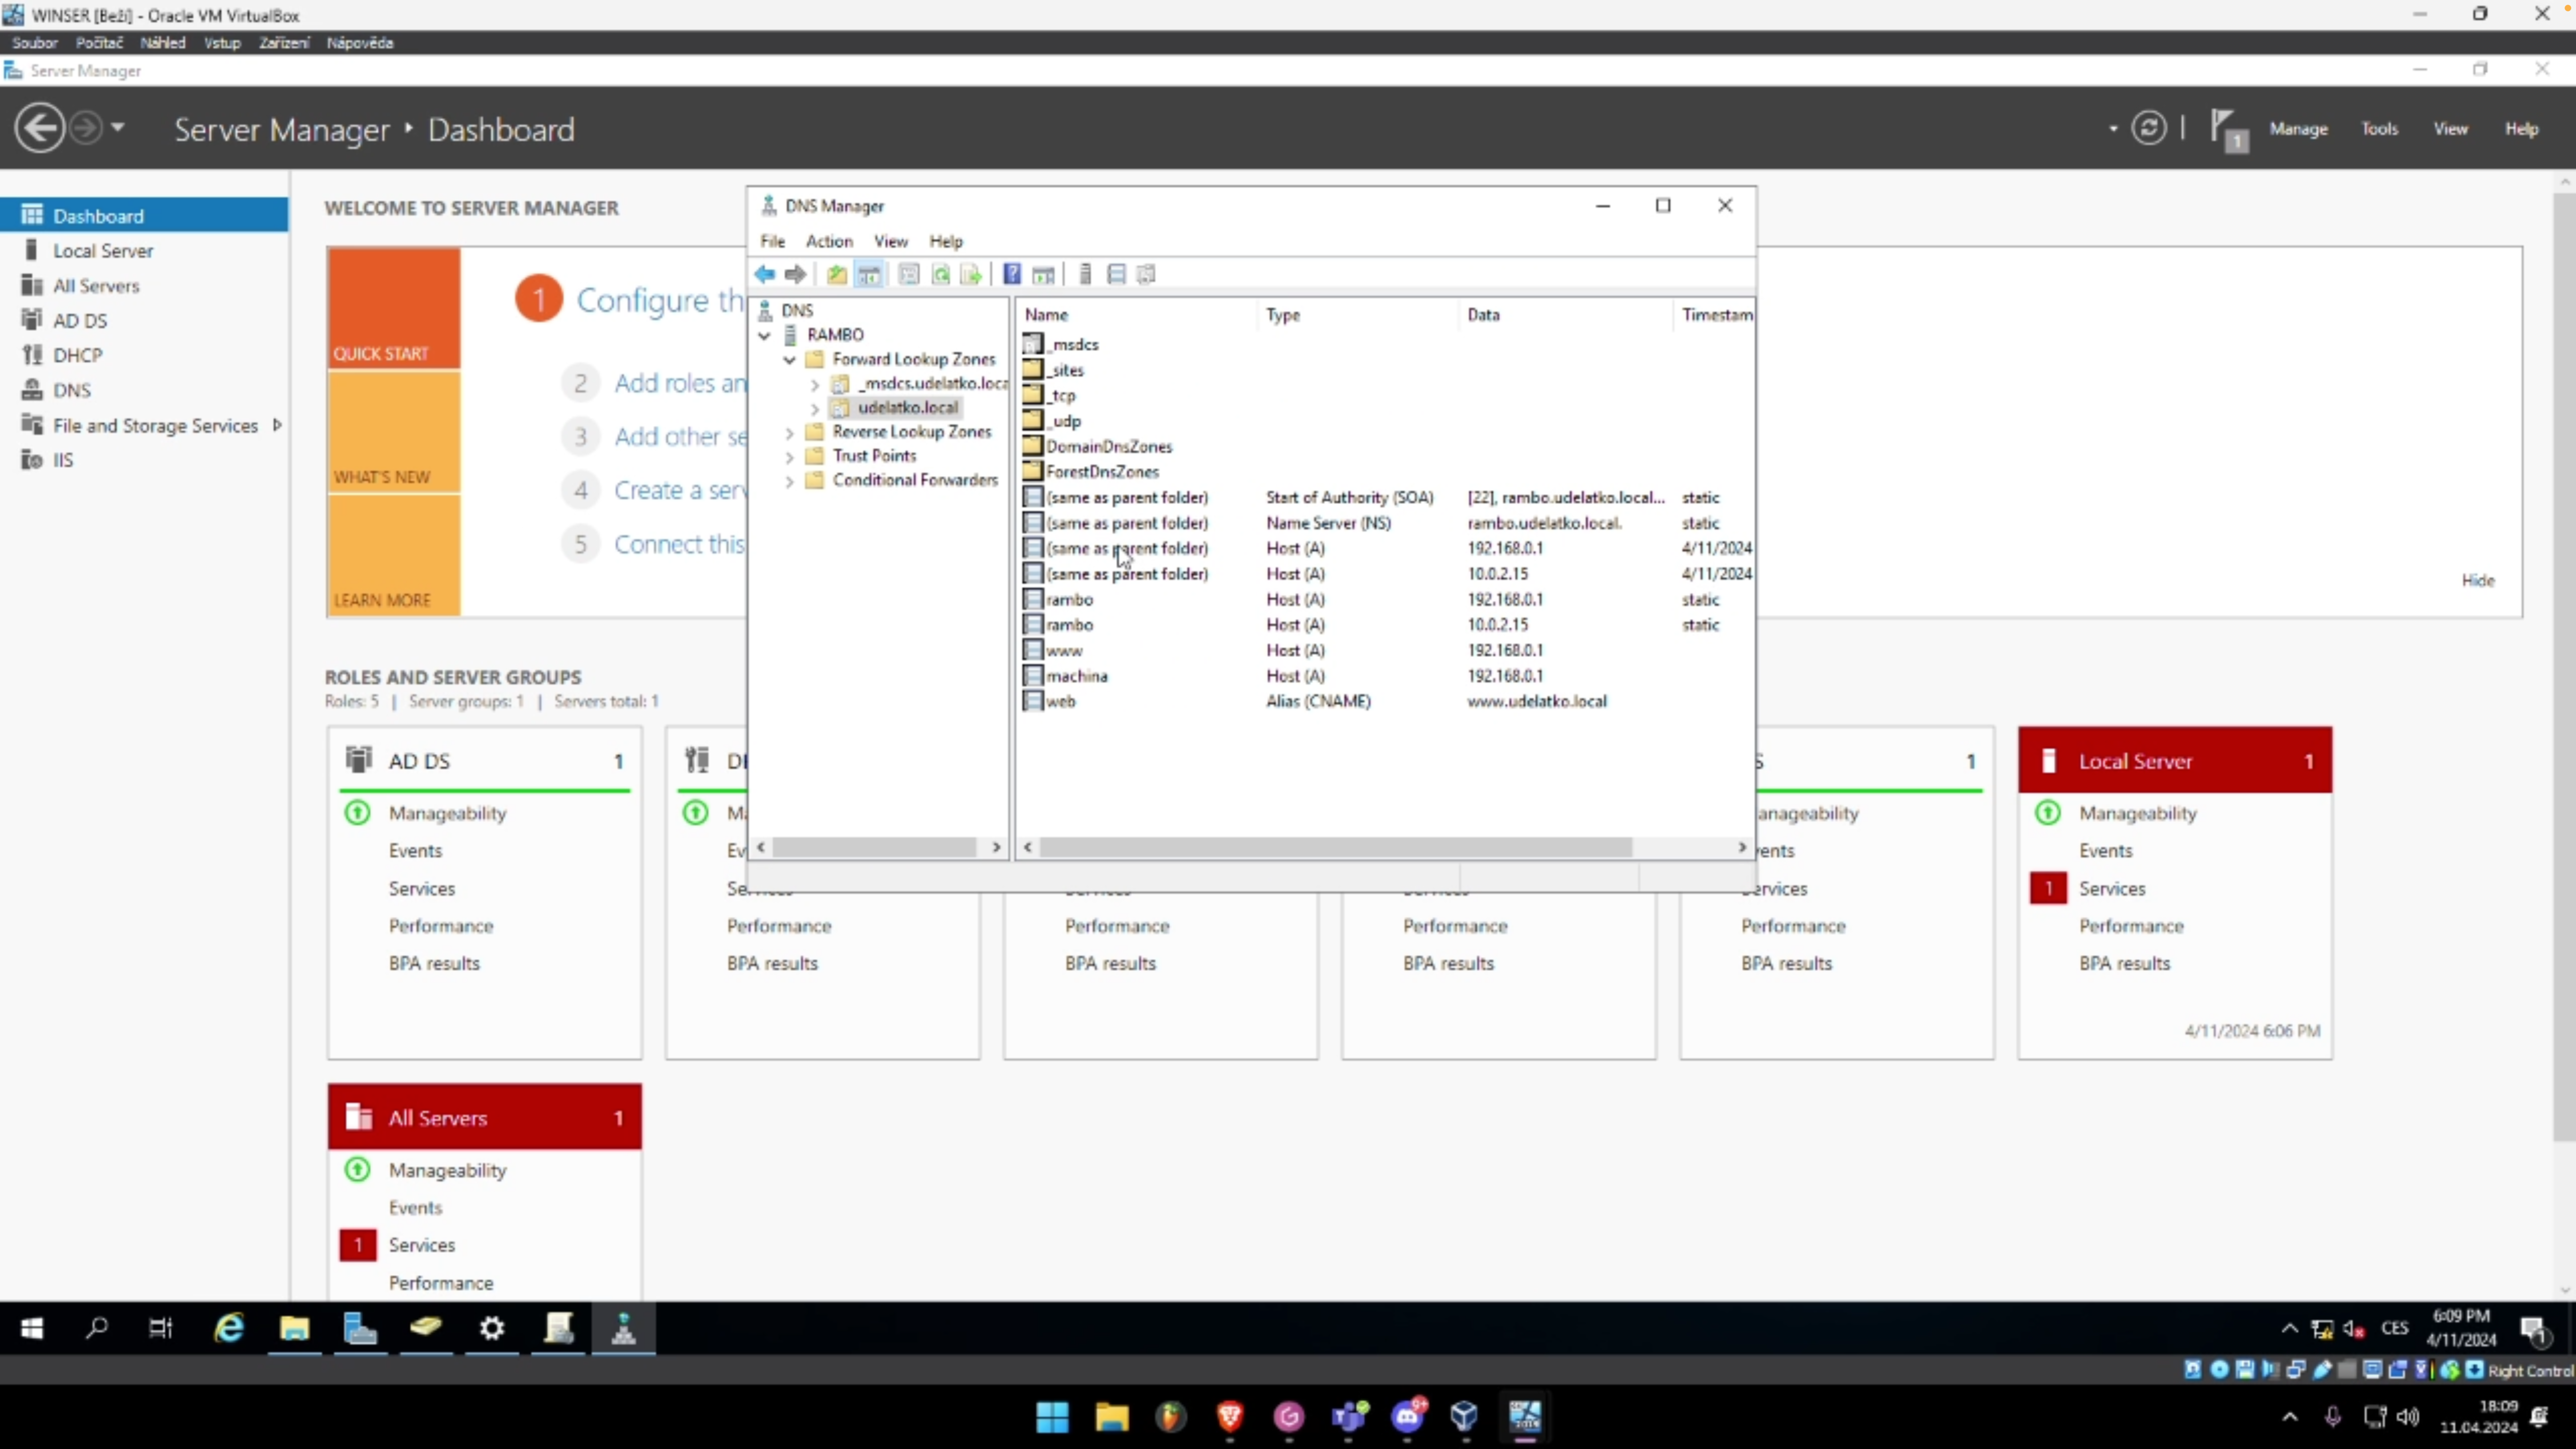 WINSER [Beží] - Oracle VM VirtualBox
Soubor Počítač Náhled Vstup Zařízení Nápověda
Server Manager
Server Manager ‣ Dashboard
1
Manage Tools View Help
Dashboard
Local Server
All Servers
AD DS
DHCP
DNS
File and Storage Services
IIS
WELCOME TO SERVER MANAGER
QUICK START
WHAT'S NEW
LEARN MORE
1 Configure th
2 Add roles an
3 Add other se
4 Create a serv
5 Connect this
Hide
DNS Manager
File Action View Help
DNS
RAMBO
Forward Lookup Zones
_msdcs.udelatko.loca
udelatko.local
Reverse Lookup Zones
Trust Points
Conditional Forwarders
Name Type Data Timestam
_msdcs
_sites
_tcp
_udp
DomainDnsZones
ForestDnsZones
(same as parent folder) Start of Authority (SOA) [22], rambo.udelatko.local... static
(same as parent folder) Name Server (NS) rambo.udelatko.local. static
(same as parent folder) Host (A) 192.168.0.1 4/11/2024
(same as parent folder) Host (A) 10.0.2.15 4/11/2024
rambo Host (A) 192.168.0.1 static
rambo Host (A) 10.0.2.15 static
www Host (A) 192.168.0.1
machina Host (A) 192.168.0.1
web Alias (CNAME) www.udelatko.local
ROLES AND SERVER GROUPS
Roles: 5 | Server groups: 1 | Servers total: 1
AD DS 1
Manageability
Events
Services
Performance
BPA results
Performance
BPA results
Performance
BPA results
Performance
BPA results
S 1
anageability
ents
ervices
Performance
BPA results
Local Server 1
Manageability
Events
1 Services
Performance
BPA results
4/11/2024 6:06 PM
All Servers 1
Manageability
Events
1 Services
Performance
CES
6:09 PM
4/11/2024
1
Right Control
9+
18:09
11.04.2024